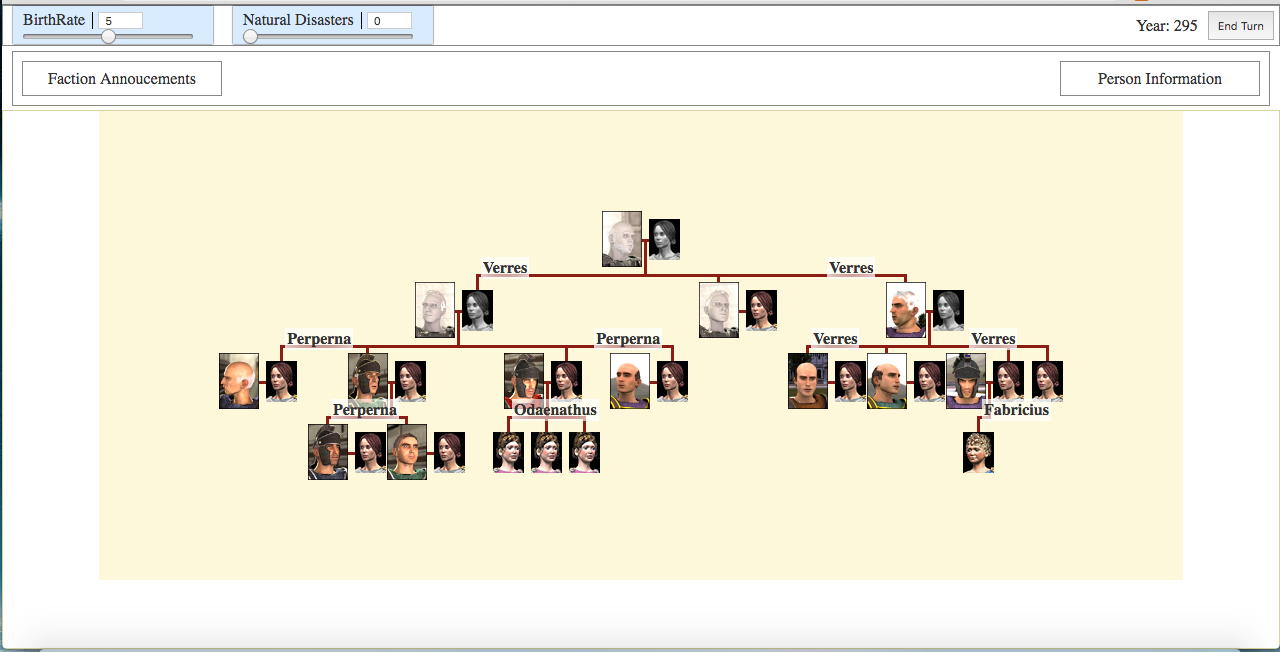 BirthRate | 5
Natural Disasters | 0
Year: 295
End Turn
Faction Annoucements
Person Information
Verres
Verres
Perperna
Perperna
Verres
Verres
Perperna
Odaenathus
Fabricius